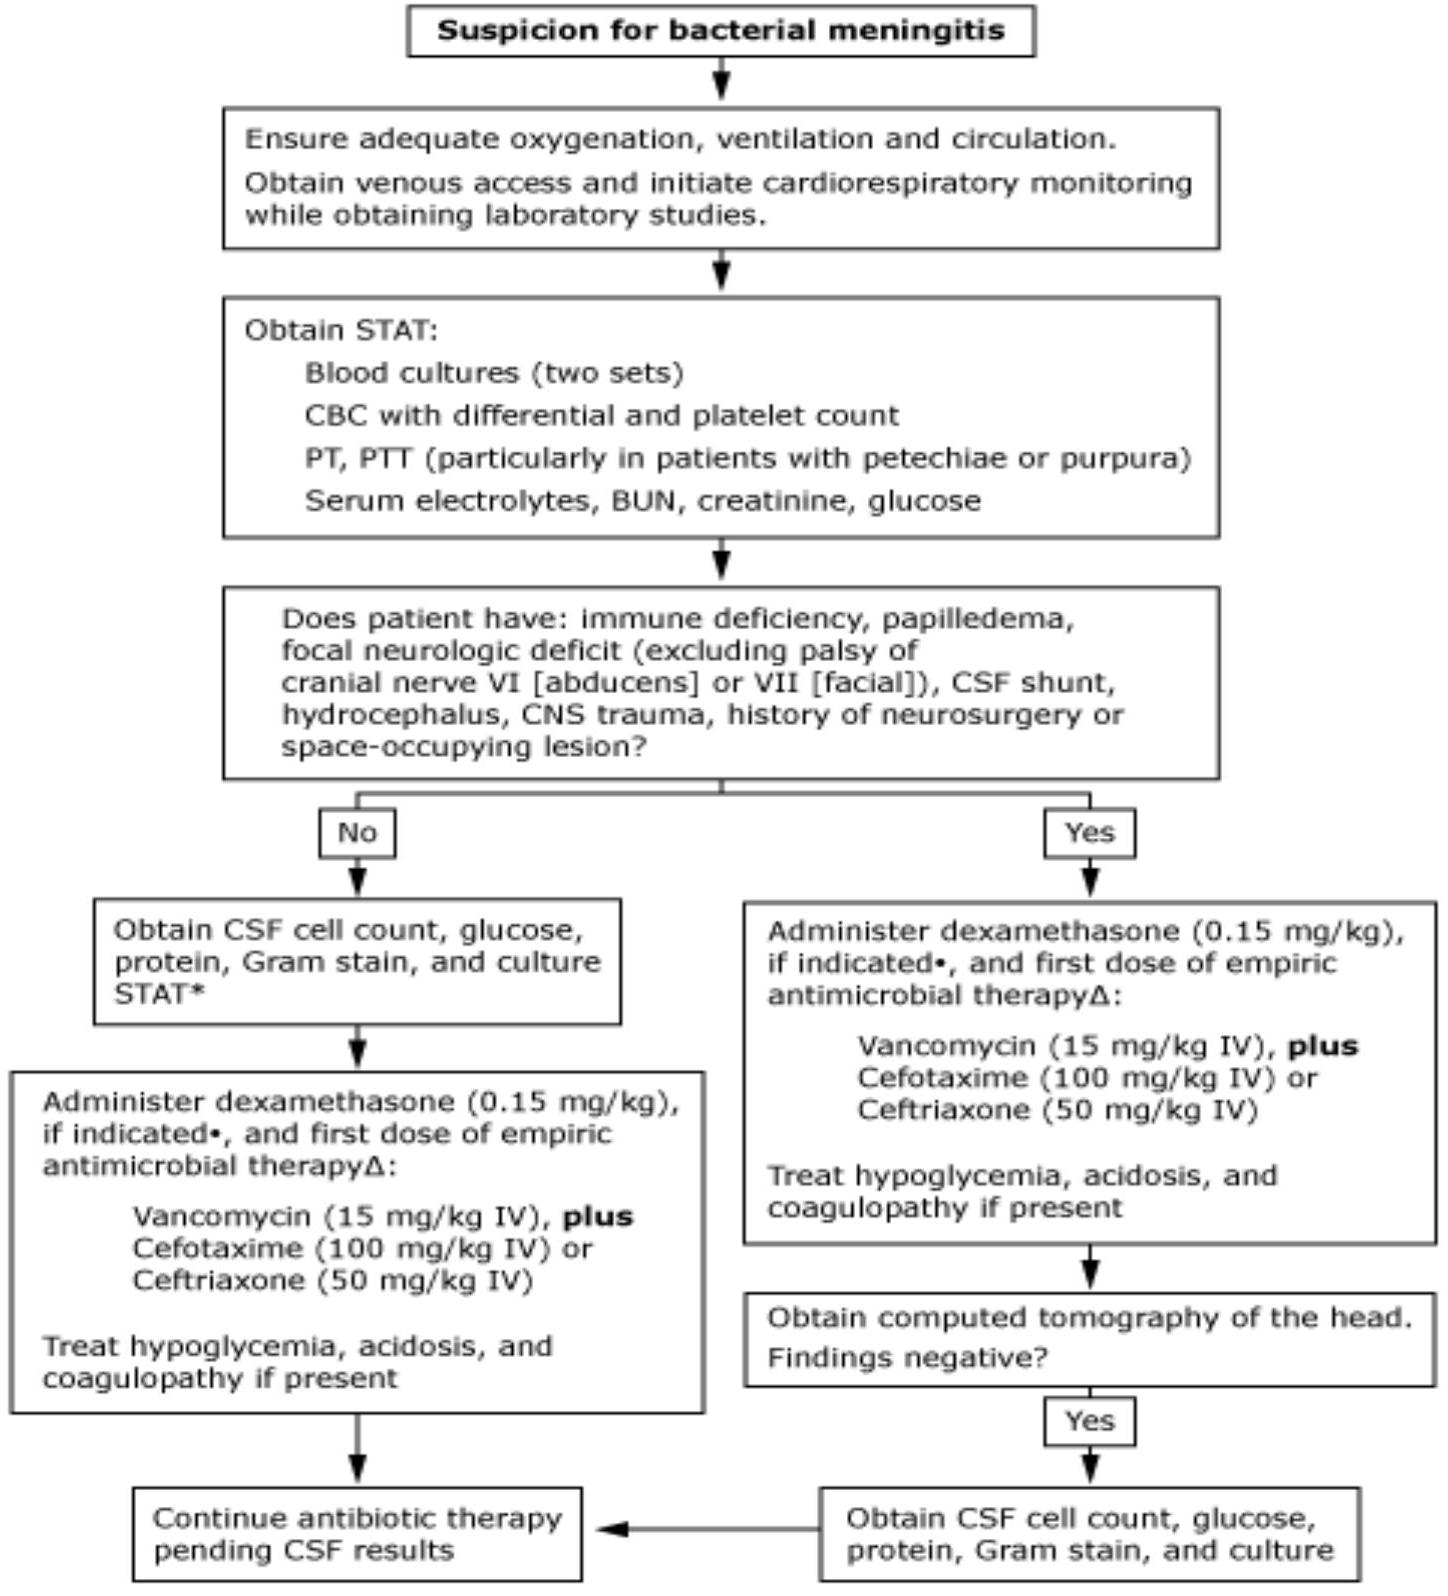 Suspicion for bacterial meningitis
Ensure adequate oxygenation, ventilation and circulation.
Obtain venous access and initiate cardiorespiratory monitoring
while obtaining laboratory studies.
Obtain STAT:
Blood cultures (two sets)
CBC with differential and platelet count
PT, PTT (particularly in patients with petechiae or purpura)
Serum electrolytes, BUN, creatinine, glucose
Does patient have: immune deficiency, papilledema,
focal neurologic deficit (excluding palsy of
cranial nerve VI [abducens] or VII [facial]), CSF shunt,
hydrocephalus, CNS trauma, history of neurosurgery or
space-occupying lesion?
No
Obtain CSF cell count, glucose,
protein, Gram stain, and culture
STAT*
Administer dexamethasone (0.15 mg/kg),
if indicated•, and first dose of empiric
antimicrobial therapyΔ:
Vancomycin (15 mg/kg IV), plus
Cefotaxime (100 mg/kg IV) or
Ceftriaxone (50 mg/kg IV)
Treat hypoglycemia, acidosis, and
coagulopathy if present
Continue antibiotic therapy
pending CSF results
Yes
Administer dexamethasone (0.15 mg/kg),
if indicated•, and first dose of empiric
antimicrobial therapyΔ:
Vancomycin (15 mg/kg IV), plus
Cefotaxime (100 mg/kg IV) or
Ceftriaxone (50 mg/kg IV)
Treat hypoglycemia, acidosis, and
coagulopathy if present
Obtain computed tomography of the head.
Findings negative?
Yes
Obtain CSF cell count, glucose,
protein, Gram stain, and culture